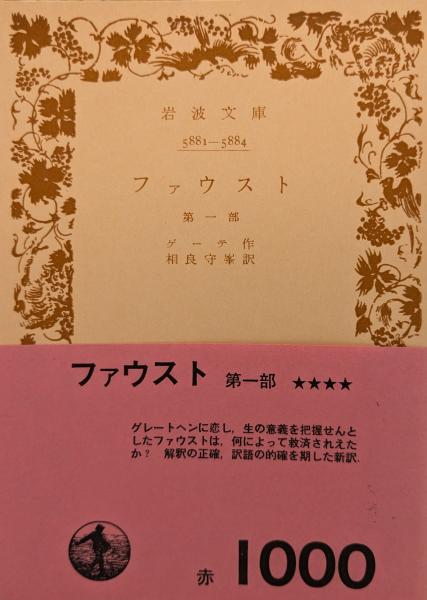 岩波文庫
5881—5884
ファウスト
第一部
ゲーテ作
相良守峯訳
ファウスト 第一部 ★★★★
グレートヘンに恋し，生の意義を把握せんと
したファウストは，何によって救済されえた
か？ 解釈の正確，訳語の的確を期した新訳．
赤 1000